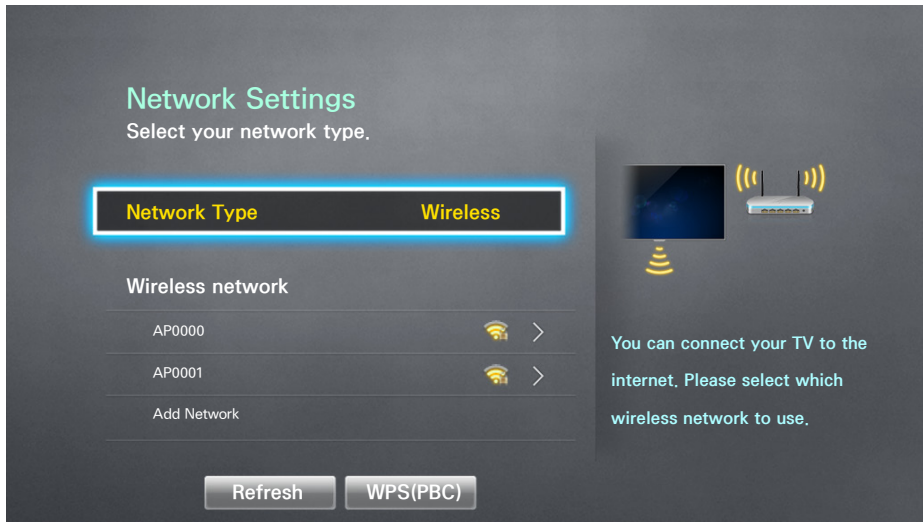 Network Settings
Select your network type.
Network Type Wireless
Wireless network
AP0000
AP0001
Add Network
Refresh WPS(PBC)
You can connect your TV to the
internet. Please select which
wireless network to use.